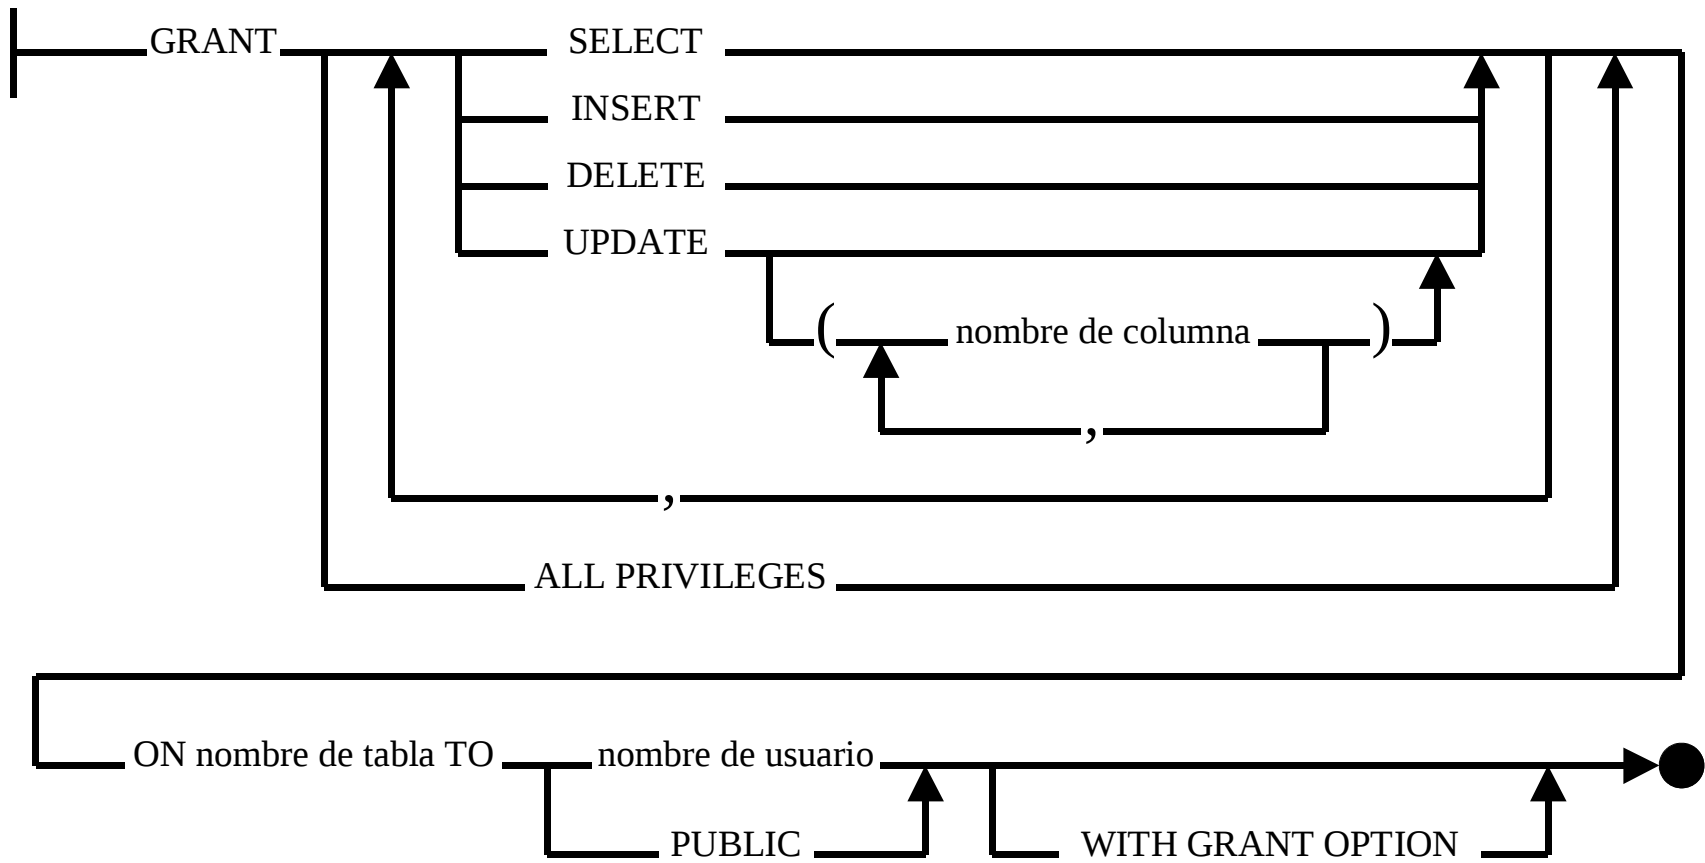 GRANT SELECT
INSERT
DELETE
UPDATE
( nombre de columna )
,
,
ALL PRIVILEGES
ON nombre de tabla TO nombre de usuario
PUBLIC WITH GRANT OPTION